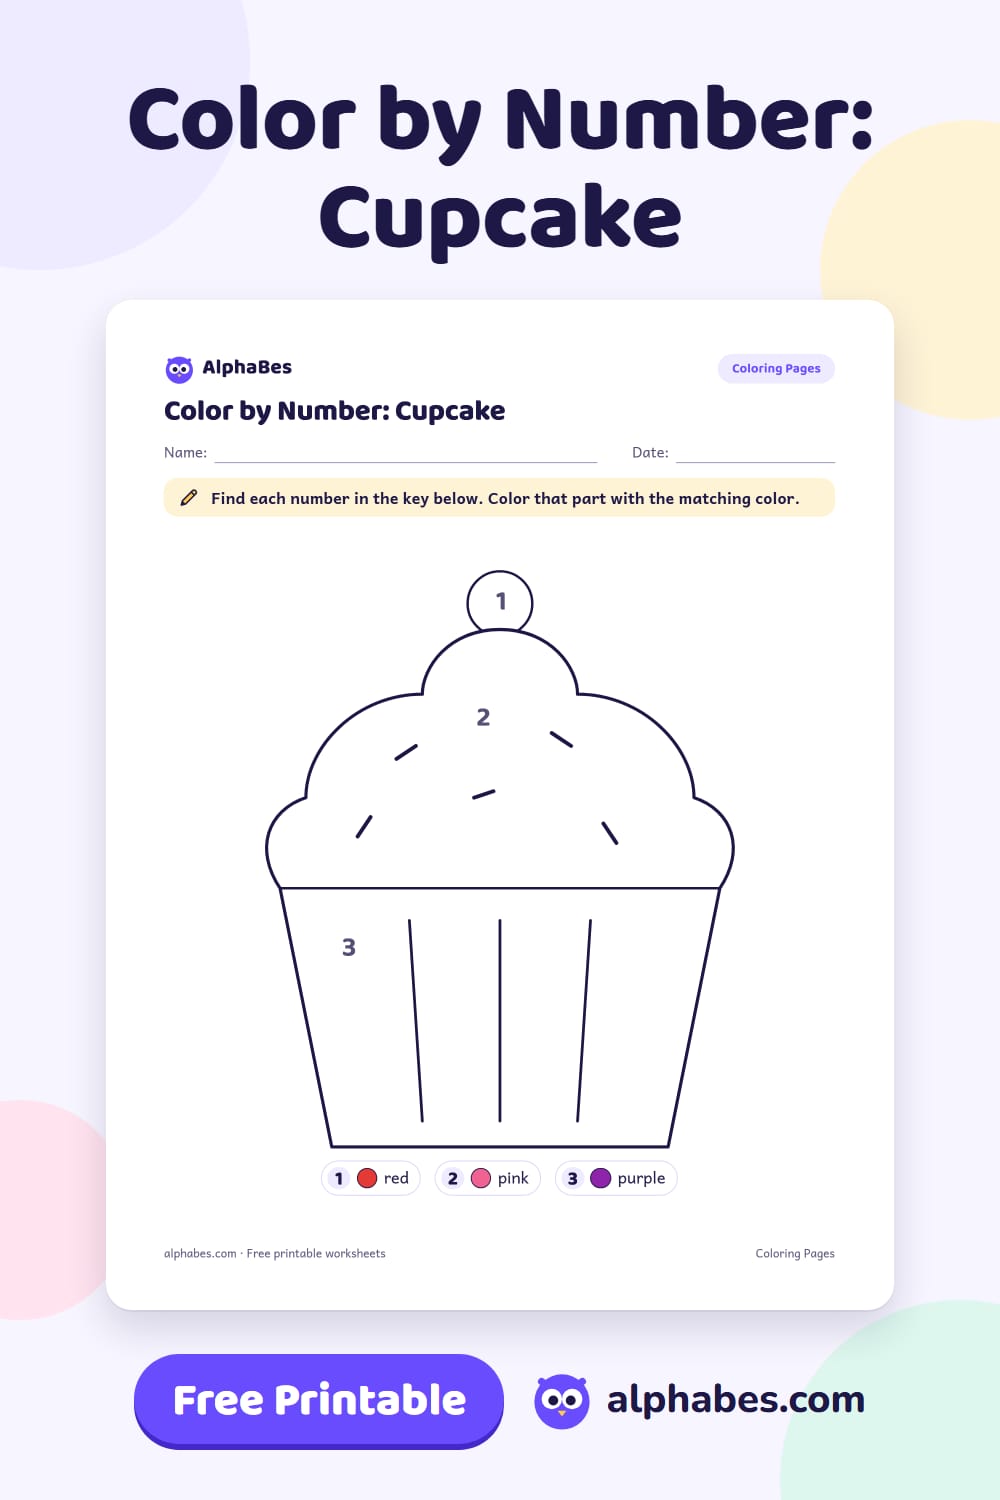 Color by Number:
Cupcake
AlphaBes
Coloring Pages
Color by Number: Cupcake
Name:
Date:
Find each number in the key below. Color that part with the matching color.
1
2
3
1 red
2 pink
3 purple
alphabes.com · Free printable worksheets
Coloring Pages
Free Printable
alphabes.com